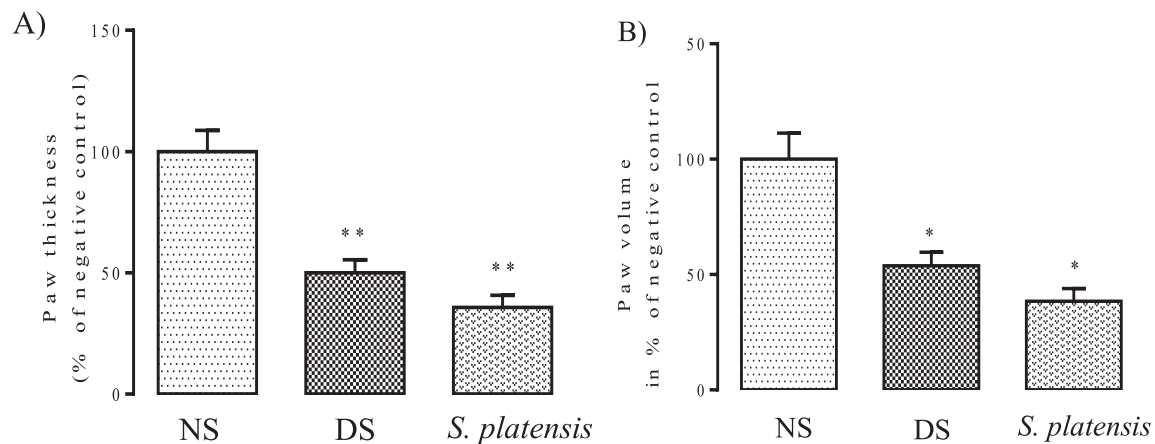 A)
Paw thickness
(% of negative control)
150
100
50
0
**
**
NS
DS
S. platensis
B)
Paw volume
in % of negative control
50
100
50
0
*
*
NS
DS
S. platensis